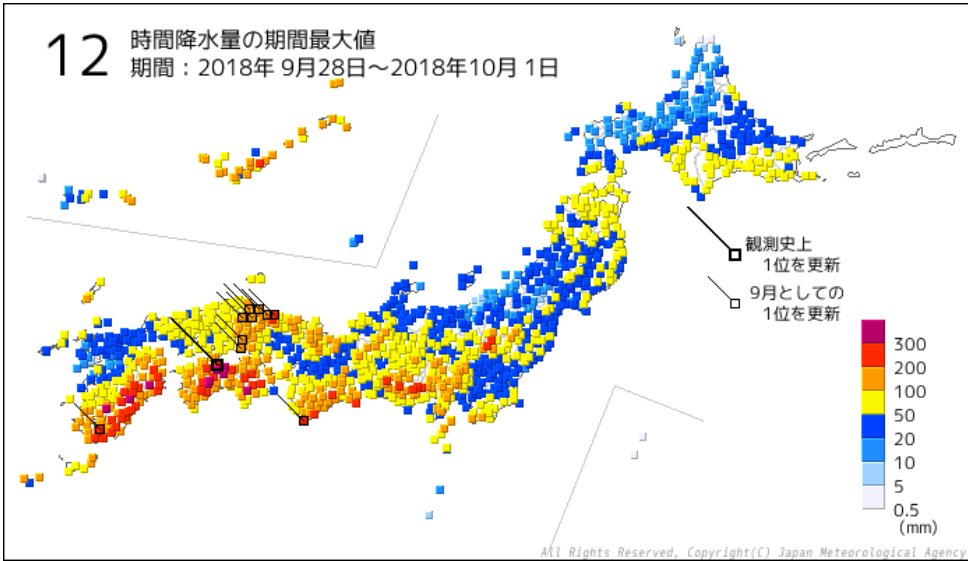 12 時間降水量の期間最大値
期間：2018年 9月28日～2018年10月 1日
観測史上
1位を更新
9月としての
1位を更新
300
200
100
50
20
10
5
0.5
(mm)
All Rights Reserved, Copyright(C) Japan Meteorological Agency